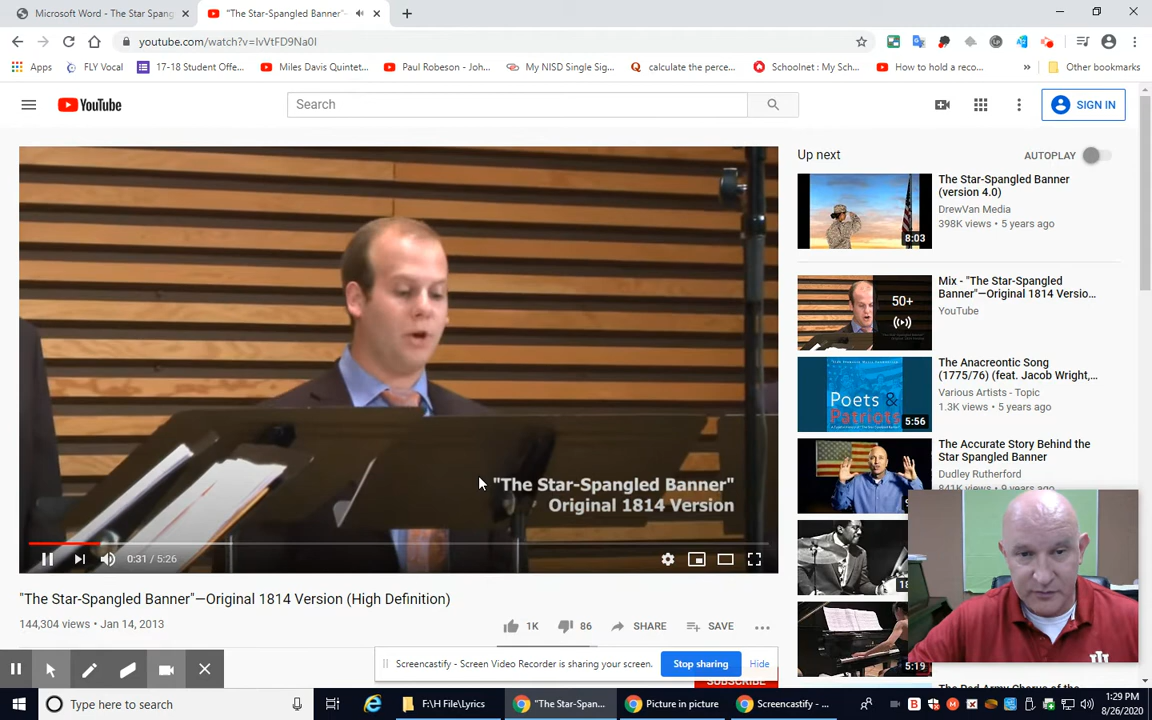 Microsoft Word - The Star Spang
"The Star-Spangled Banner"-
youtube.com/watch?v=lvVtFD9Na0I
Apps
FLY Vocal
17-18 Student Offe...
Miles Davis Quintet...
Paul Robeson - Joh...
My NISD Single Sig...
calculate the perce...
Schoolnet : My Sch...
How to hold a reco...
»
Other bookmarks
YouTube
Search
SIGN IN
"The Star-Spangled Banner"
Original 1814 Version
0:31 / 5:26
"The Star-Spangled Banner"—Original 1814 Version (High Definition)
144,304 views • Jan 14, 2013
1K
86
SHARE
SAVE
Up next
AUTOPLAY
The Star-Spangled Banner
(version 4.0)
DrewVan Media
398K views • 5 years ago
8:03
Mix - "The Star-Spangled
Banner"—Original 1814 Versio...
YouTube
50+
The Anacreontic Song
(1775/76) (feat. Jacob Wright,...
Various Artists - Topic
1.3K views • 5 years ago
Poets &
Patriots
5:56
The Accurate Story Behind the
Star Spangled Banner
Dudley Rutherford
841K views • 9 years ago
5:19
Screencastify - Screen Video Recorder is sharing your screen.
Stop sharing
Hide
SUBSCRIBE
Type here to search
F:\H File\Lyrics
"The Star-Span...
Picture in picture
Screencastify - ...
1:29 PM
8/26/2020